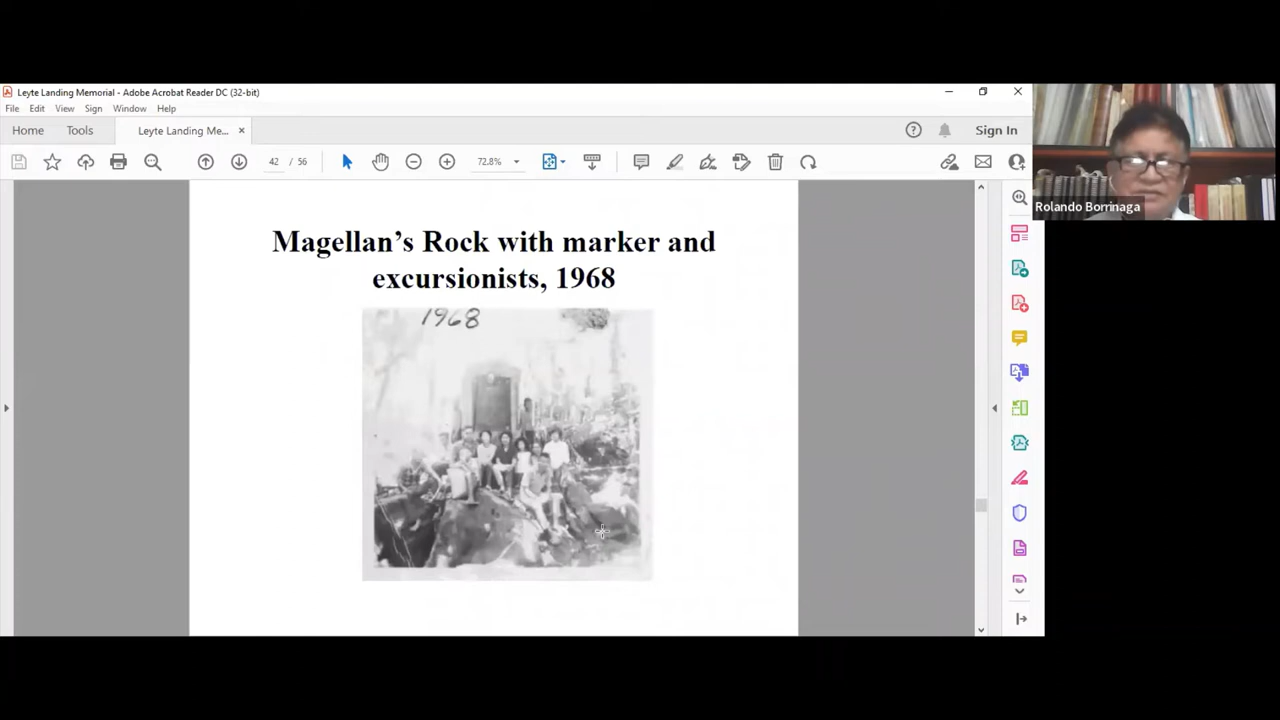 Leyte Landing Memorial - Adobe Acrobat Reader DC (32-bit)
File Edit View Sign Window Help
Home Tools Leyte Landing Me... × Sign In
42 / 56 72.8%
Rolando Borrinaga
Magellan's Rock with marker and
excursionists, 1968
1968